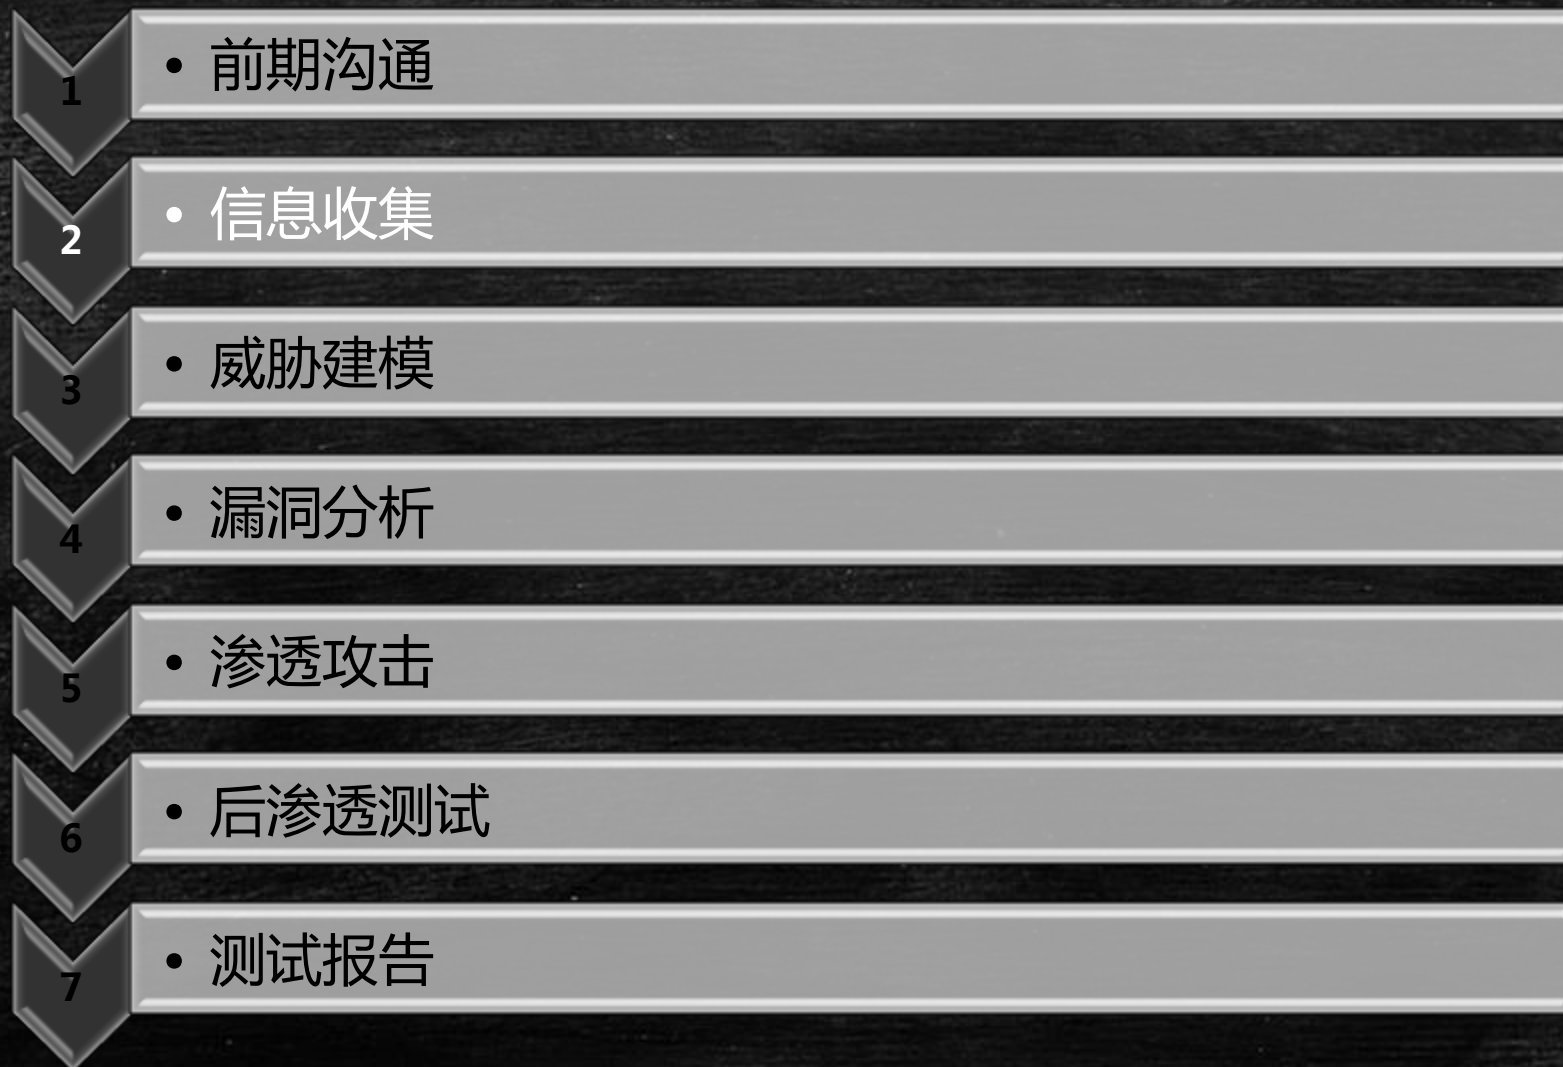 1
• 前期沟通
2
• 信息收集
3
• 威胁建模
4
• 漏洞分析
5
• 渗透攻击
6
• 后渗透测试
7
• 测试报告